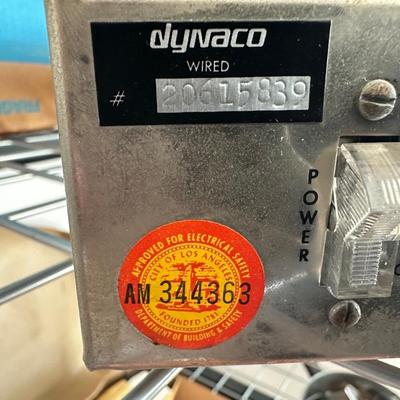 dynaco
WIRED
# 20615839
POWER
APPROVED FOR ELECTRICAL SAFETY
CITY OF LOS ANGELES
AM 344363
FOUNDED 1781
DEPARTMENT OF BUILDING & SAFETY